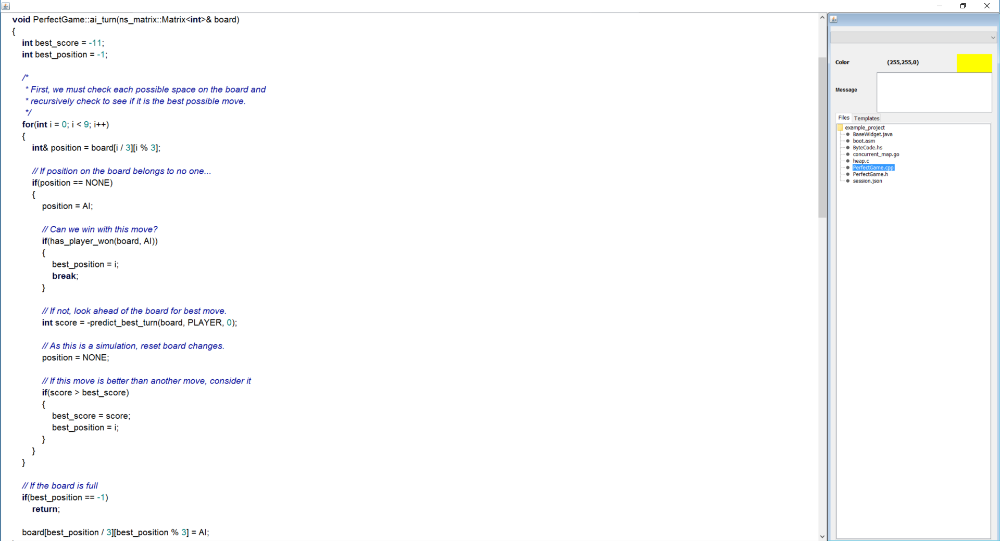 void PerfectGame::ai_turn(ns_matrix::Matrix<int>& board)
{
int best_score = -11;
int best_position = -1;
/*
* First, we must check each possible space on the board and
* recursively check to see if it is the best possible move.
*/
for(int i = 0; i < 9; i++)
{
int& position = board[i / 3][i % 3];
// If position on the board belongs to no one...
if(position == NONE)
{
position = AI;
// Can we win with this move?
if(has_player_won(board, AI))
{
best_position = i;
break;
}
// If not, look ahead of the board for best move.
int score = -predict_best_turn(board, PLAYER, 0);
// As this is a simulation, reset board changes.
position = NONE;
// If this move is better than another move, consider it
if(score > best_score)
{
best_score = score;
best_position = i;
}
}
}
// If the board is full
if(best_position == -1)
return;
board[best_position / 3][best_position % 3] = AI;
Color (255,255,0)
Message
Files Templates
example_project
BaseWidget.java
boot.asm
ByteCode.hs
concurrent_map.go
heap.c
PerfectGame.cpp
PerfectGame.h
session.json